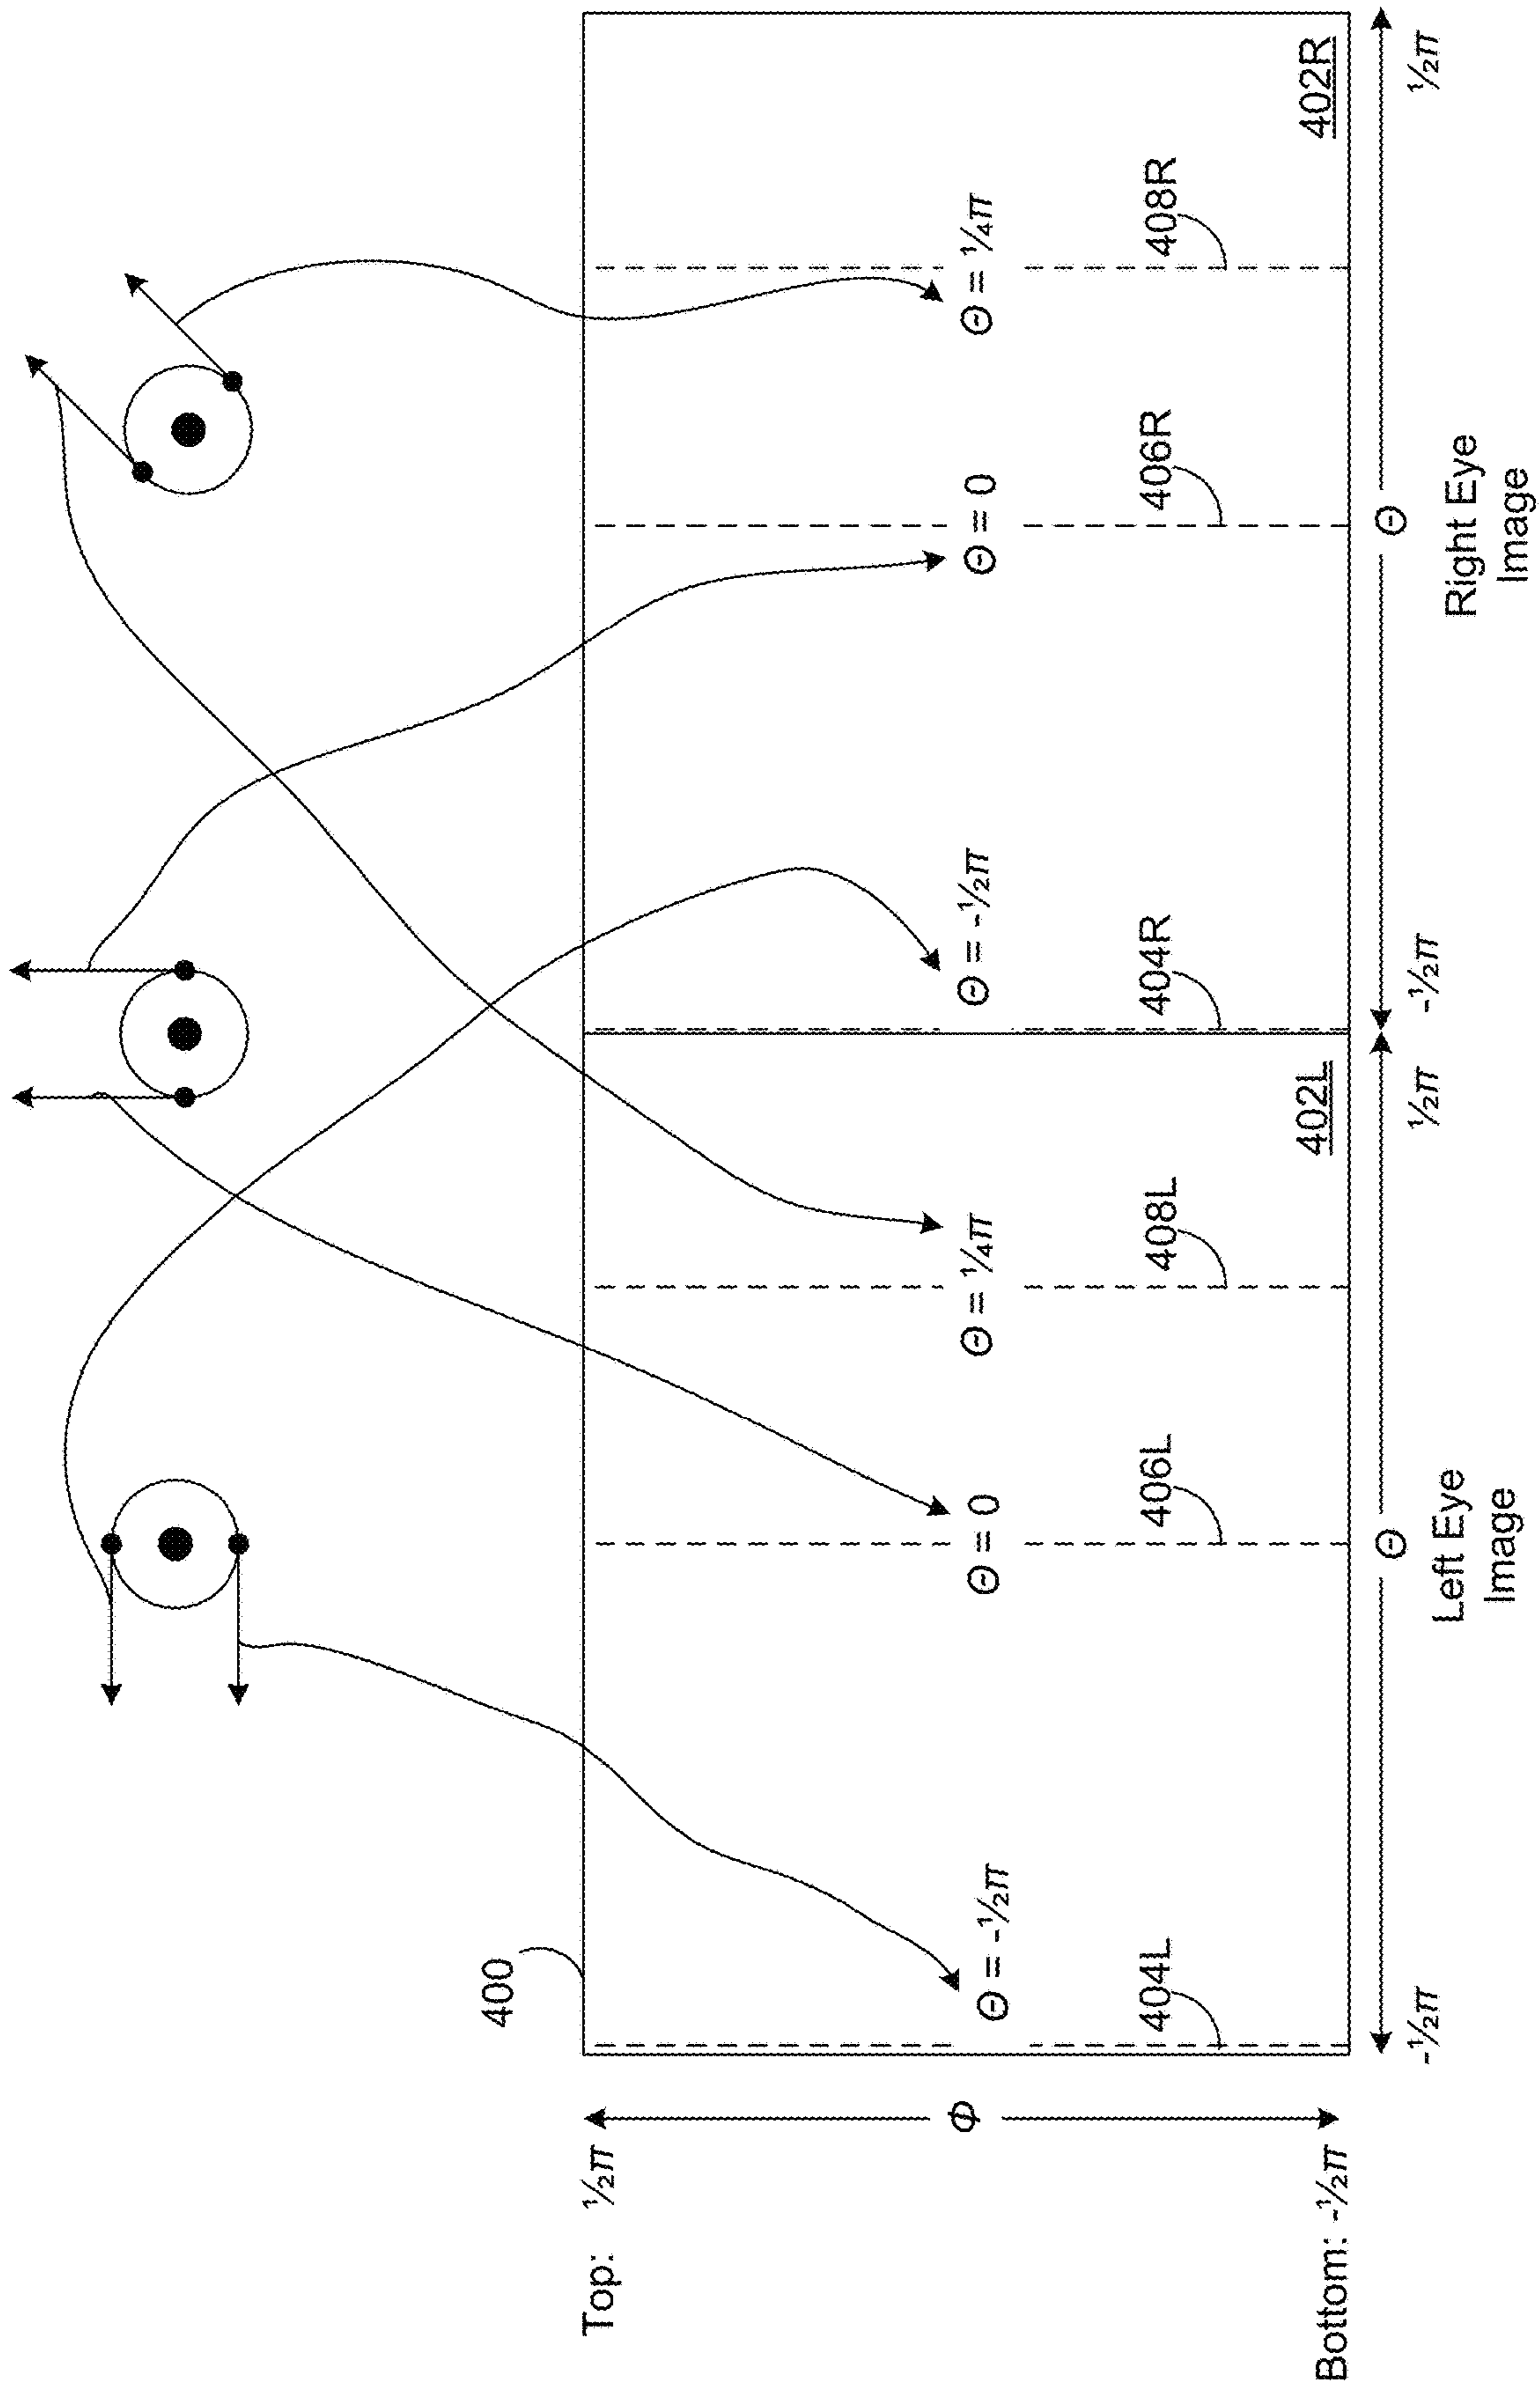 400
Θ = -½π
Θ = 0
Θ = ¼π
Θ = -½π
Θ = 0
Θ = ¼π
404L
406L
408L
404R
406R
408R
402L
402R
Top: ½π
Φ
Bottom: -½π
-½π
Θ
½π
-½π
Θ
½π
Left Eye
Image
Right Eye
Image